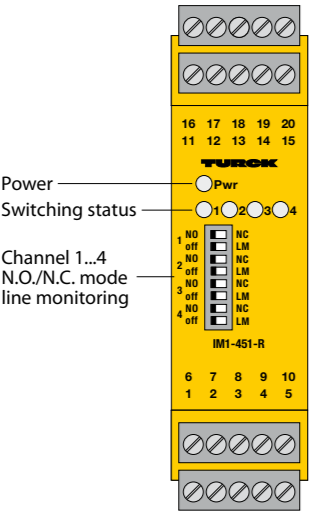 16 17 18 19 20
11 12 13 14 15
TURCK
Power
Pwr
Switching status
1 2 3 4
Channel 1...4
N.O./N.C. mode
line monitoring
1 NO NC
off LM
2 NO NC
off LM
3 NO NC
off LM
4 NO NC
off LM
IM1-451-R
6 7 8 9 10
1 2 3 4 5